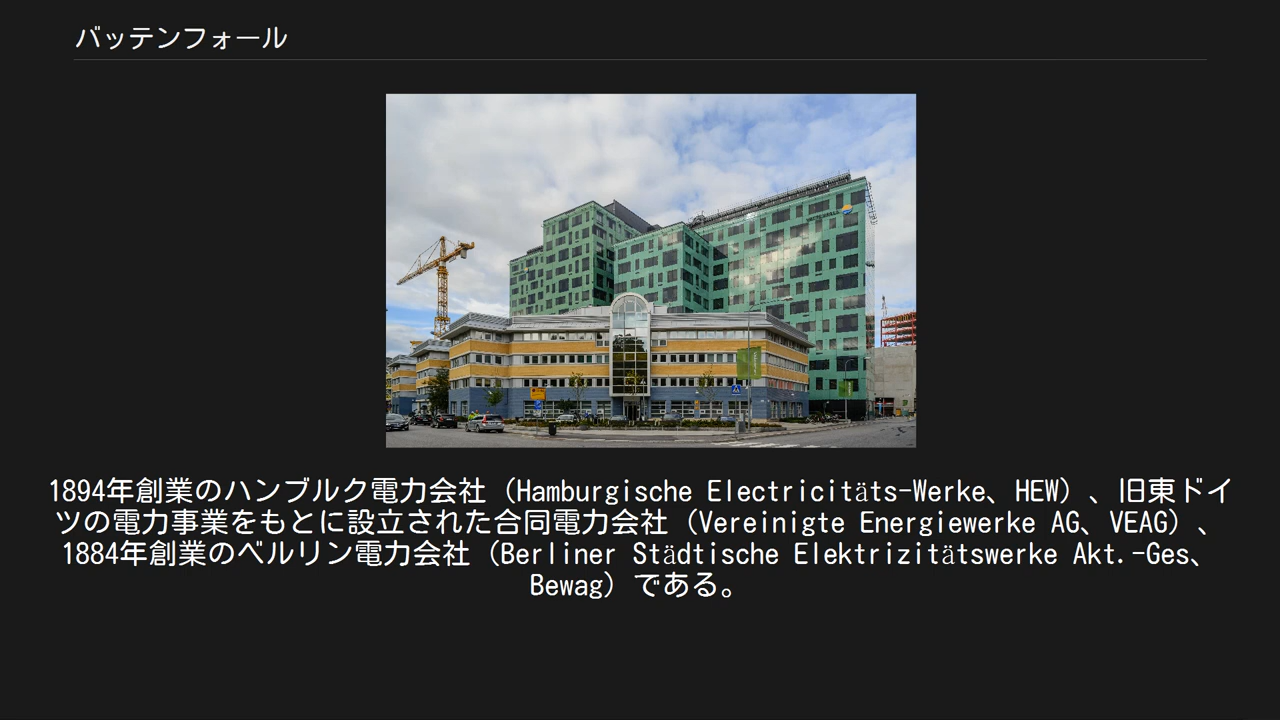 バッテンフォール
1894年創業のハンブルク電力会社（Hamburgische Electricitäts-Werke、HEW）、旧東ドイ
ツの電力事業をもとに設立された合同電力会社（Vereinigte Energiewerke AG、VEAG）、
1884年創業のベルリン電力会社（Berliner Städtische Elektrizitätswerke Akt.-Ges、
Bewag）である。